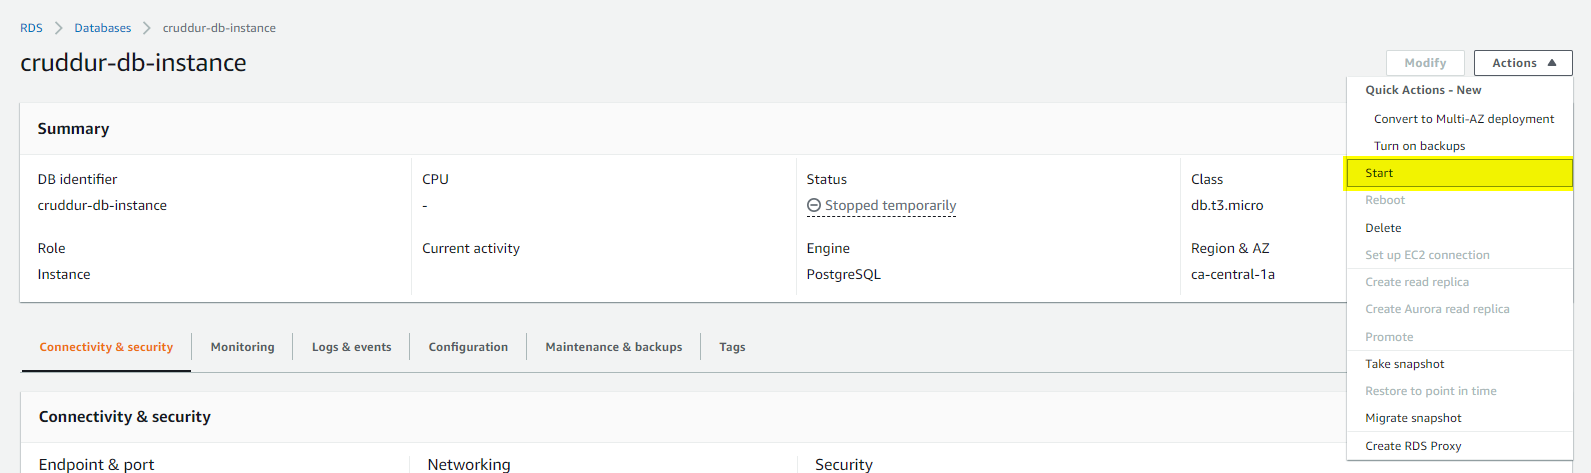 RDS > Databases > cruddur-db-instance
cruddur-db-instance
Modify
Actions
Quick Actions - New
Convert to Multi-AZ deployment
Turn on backups
Start
Reboot
Delete
Set up EC2 connection
Create read replica
Create Aurora read replica
Promote
Take snapshot
Restore to point in time
Migrate snapshot
Create RDS Proxy
Summary
DB identifier
cruddur-db-instance
CPU
-
Status
Stopped temporarily
Class
db.t3.micro
Role
Instance
Current activity
Engine
PostgreSQL
Region & AZ
ca-central-1a
Connectivity & security
Monitoring
Logs & events
Configuration
Maintenance & backups
Tags
Connectivity & security
Endpoint & port
Networking
Security